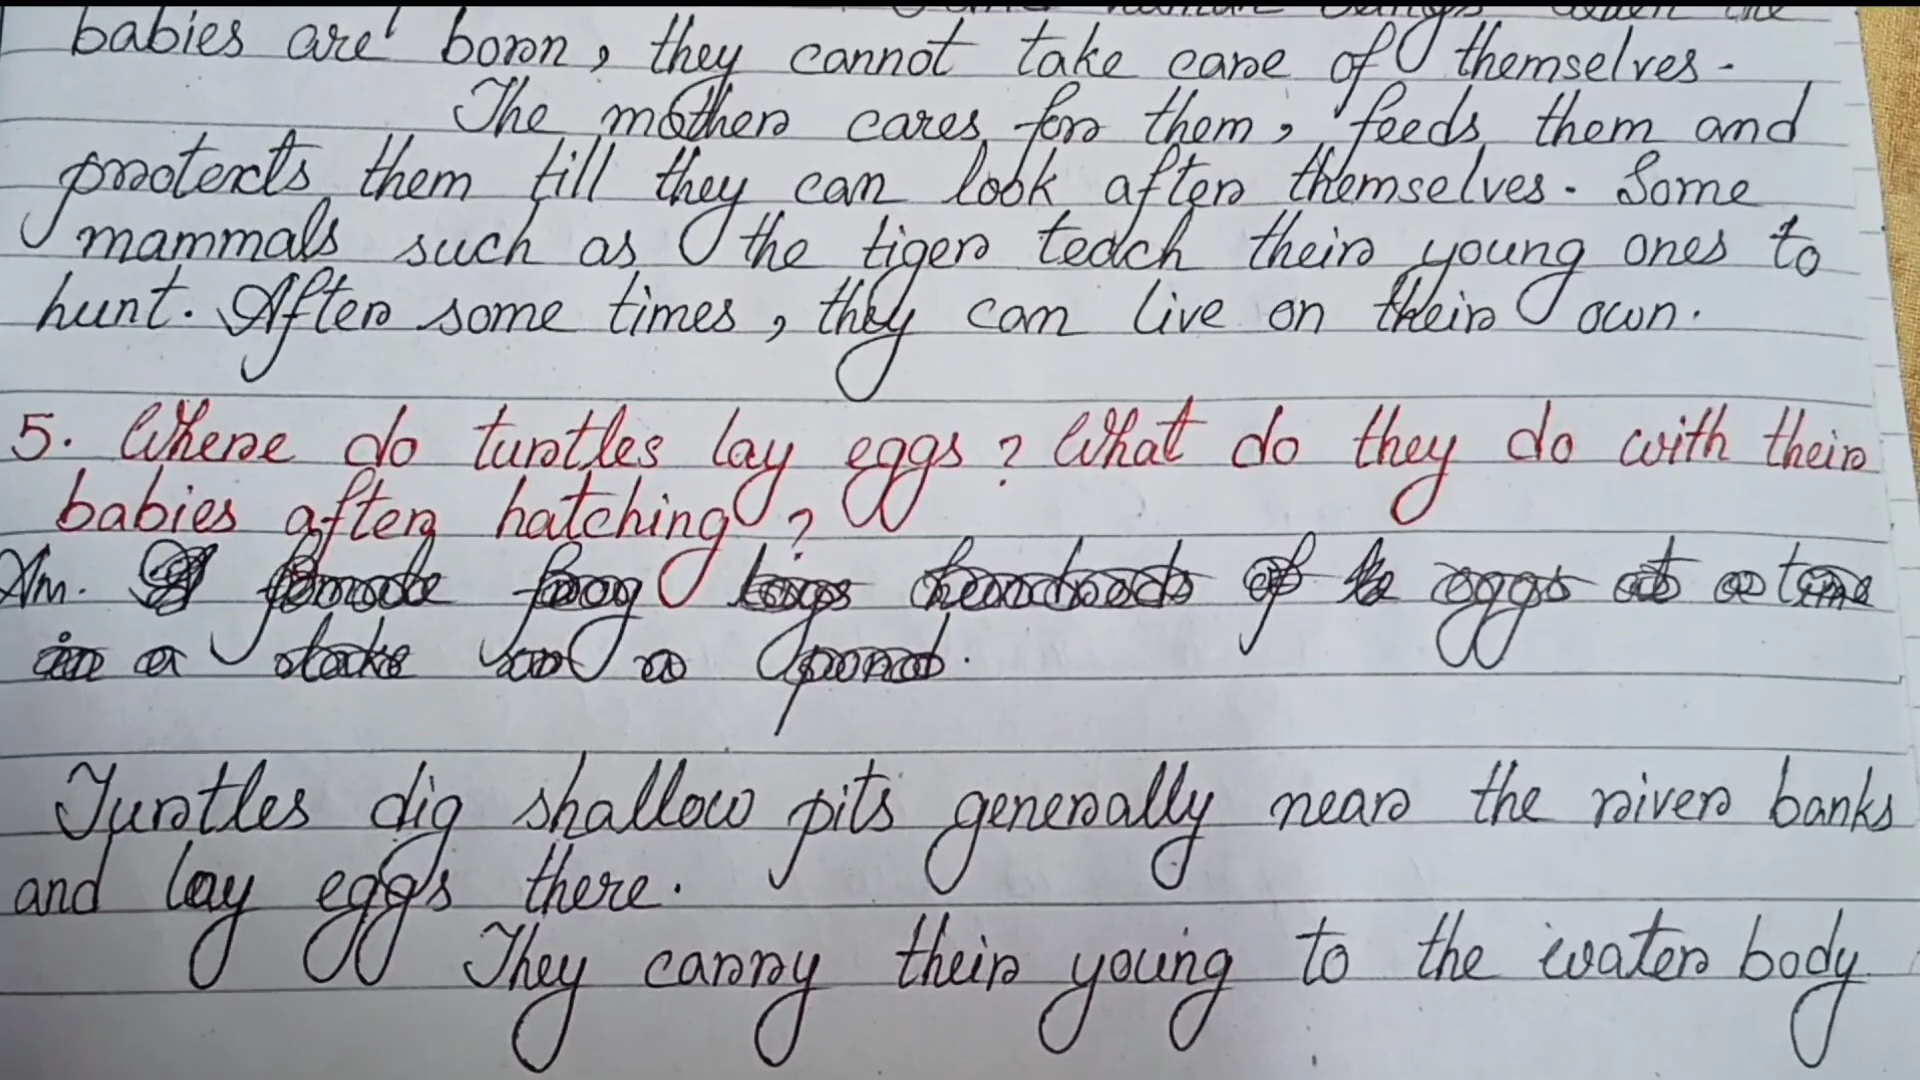 babies are born, they cannot take care of themselves.
The mother cares for them, feeds them and
protects them till they can look after themselves. Some
mammals such as the tiger teach their young ones to
hunt. After some times, they can live on their own.
5. Where do turtles lay eggs? What do they do with their
babies after hatching?
Ans.
Turtles dig shallow pits generally near the river banks
and lay eggs there.
They carry their young to the water body